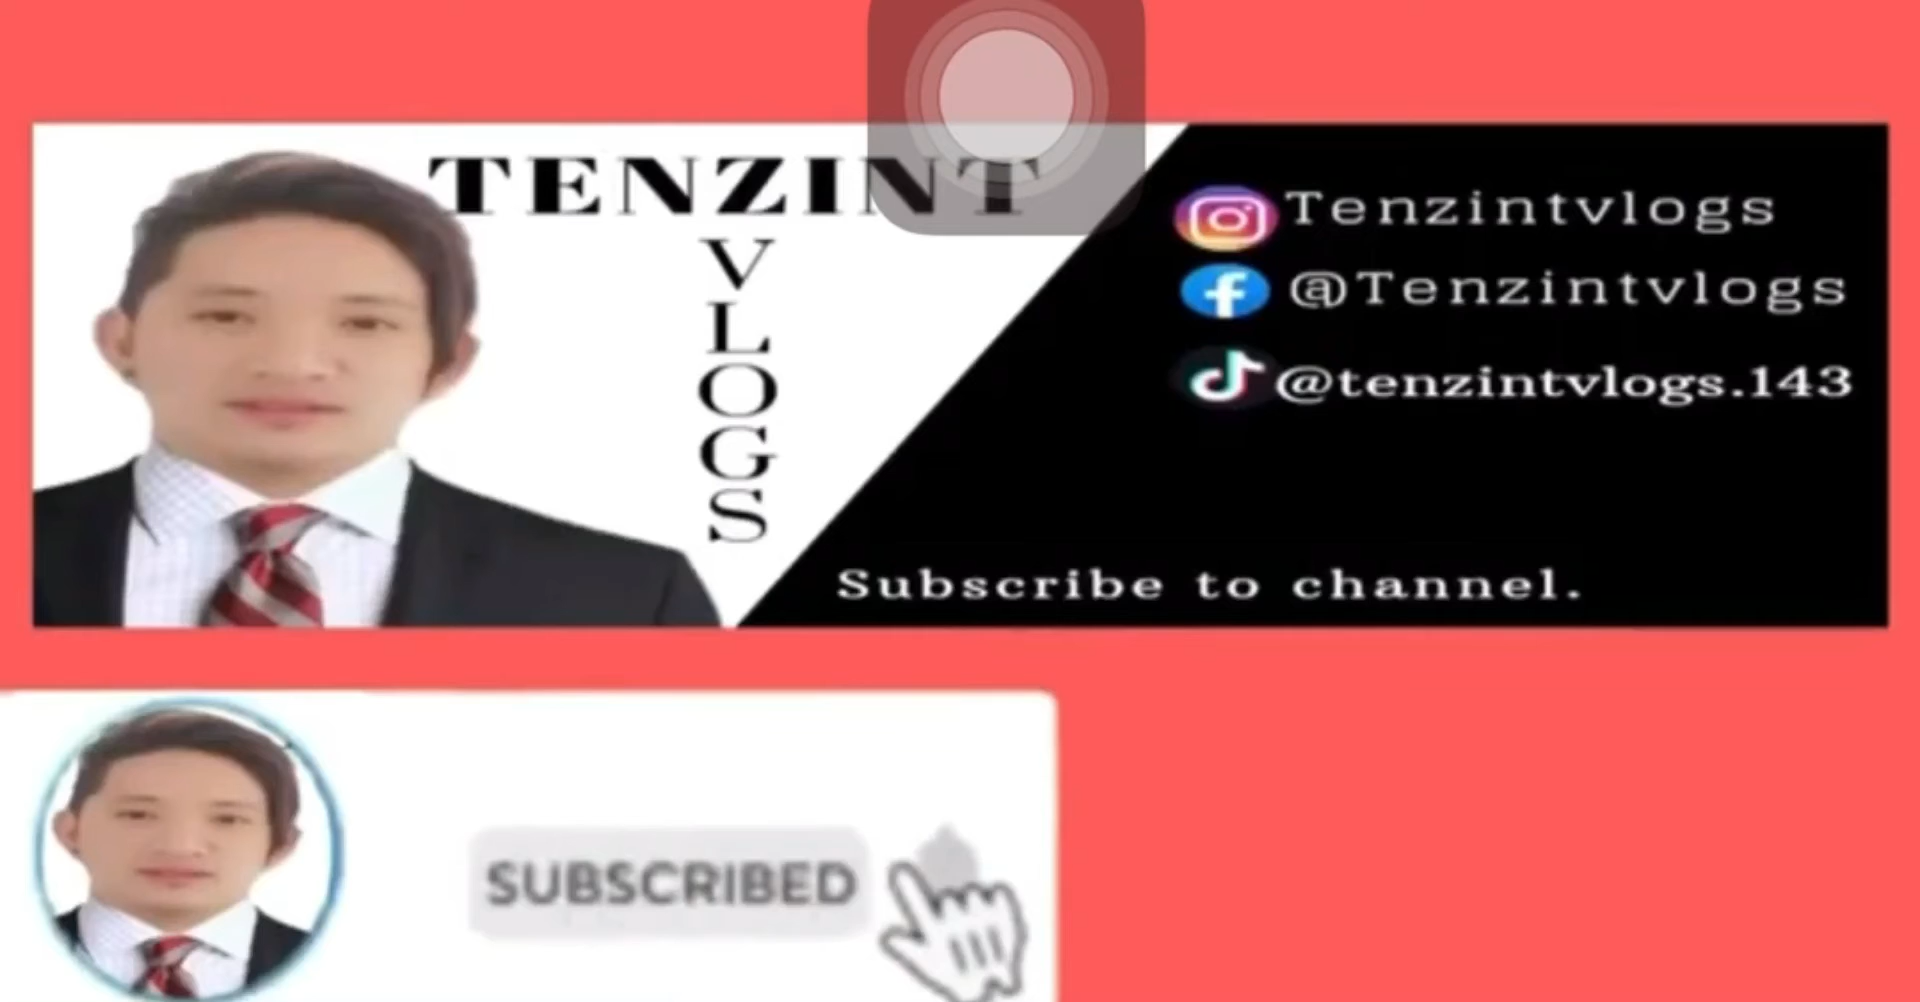 TENZINT
VLOGS
Tenzintvlogs
@Tenzintvlogs
@tenzintvlogs.143
Subscribe to channel.
SUBSCRIBED